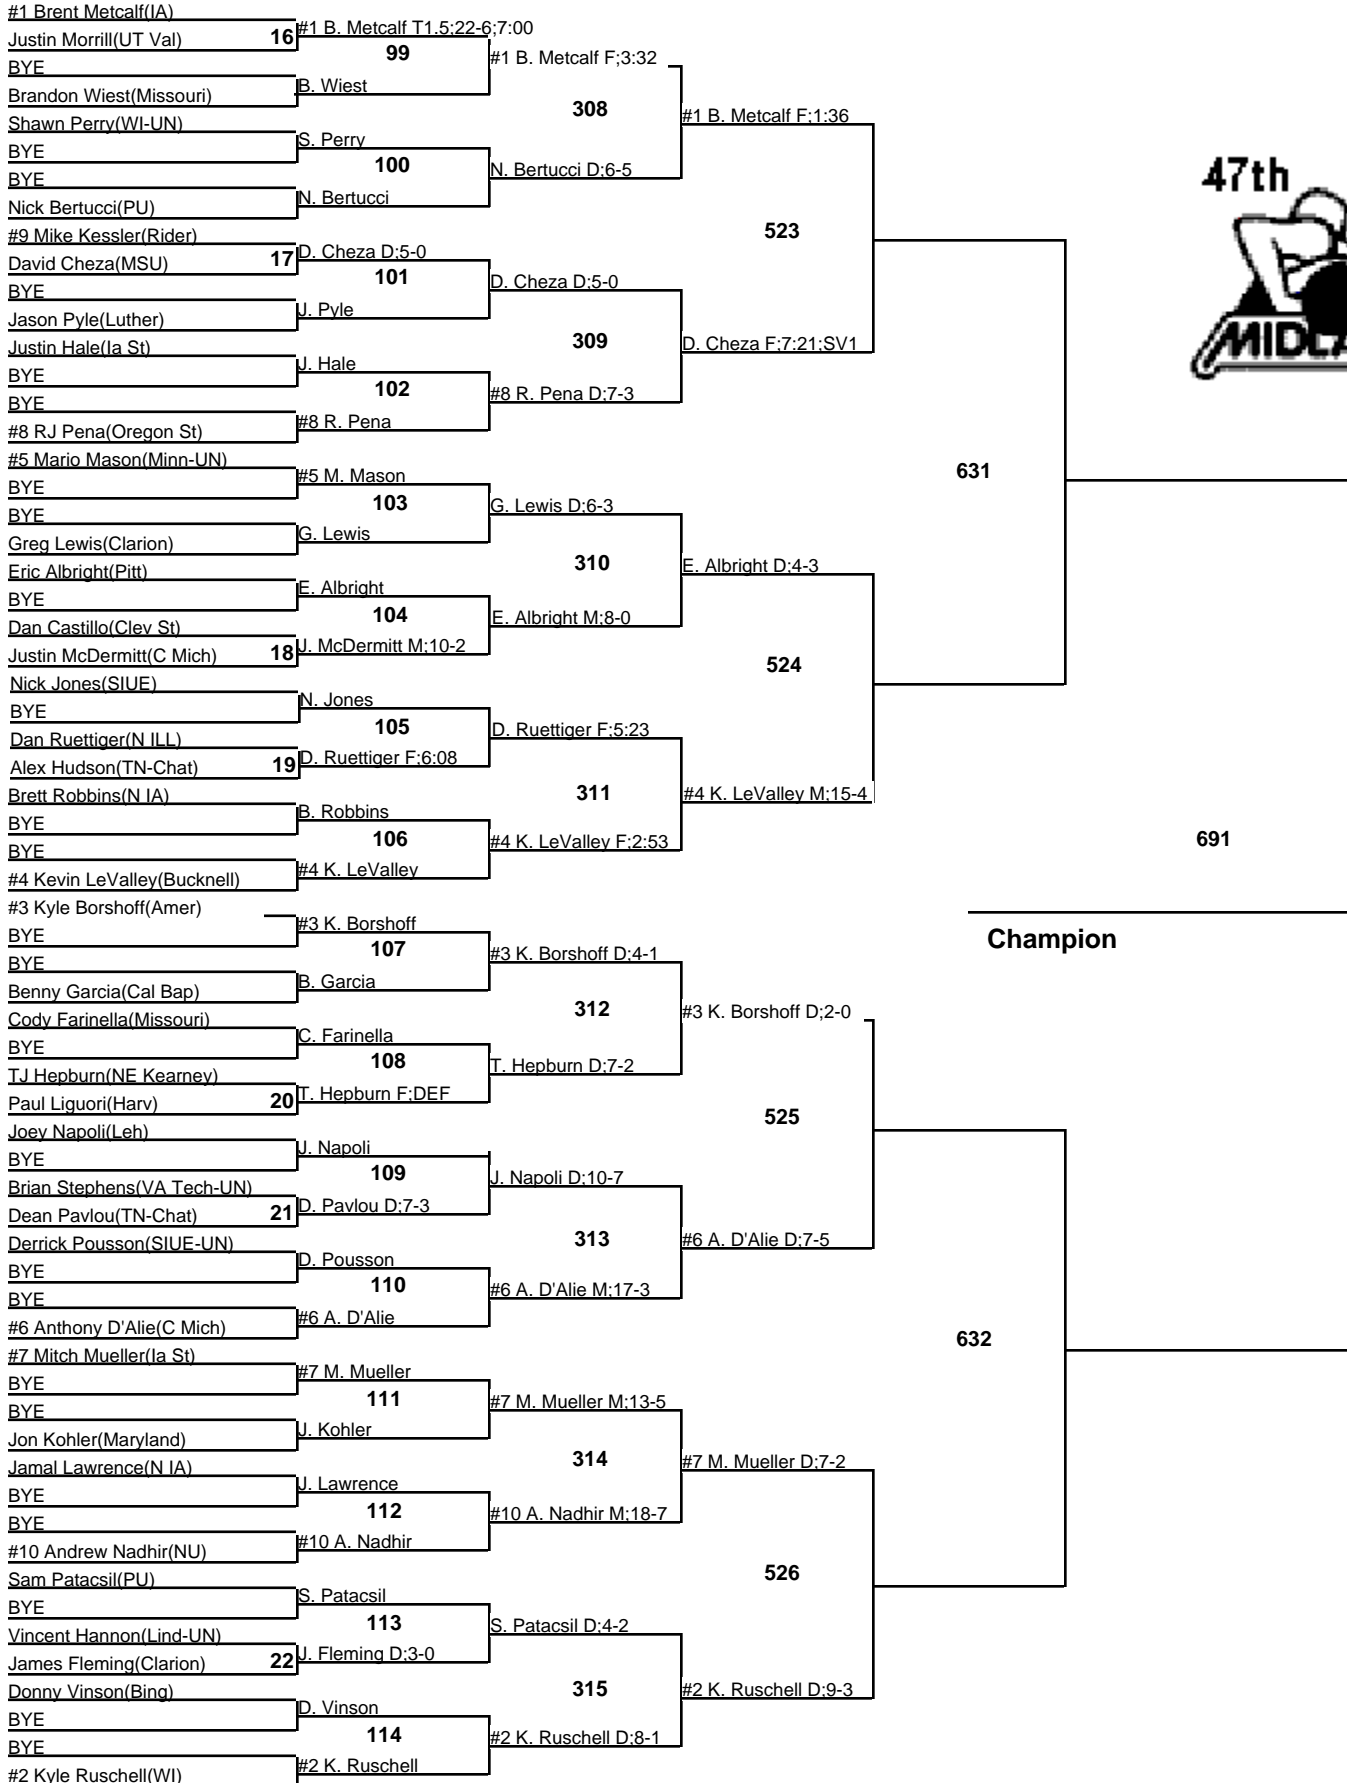 #1 Brent Metcalf(IA)
Justin Morrill(UT Val)
16
BYE
Brandon Wiest(Missouri)
Shawn Perry(WI-UN)
BYE
BYE
Nick Bertucci(PU)
#9 Mike Kessler(Rider)
David Cheza(MSU)
17
BYE
Jason Pyle(Luther)
Justin Hale(Ia St)
BYE
BYE
#8 RJ Pena(Oregon St)
#5 Mario Mason(Minn-UN)
BYE
BYE
Greg Lewis(Clarion)
Eric Albright(Pitt)
BYE
Dan Castillo(Clev St)
Justin McDermitt(C Mich)
18
Nick Jones(SIUE)
BYE
Dan Ruettiger(N ILL)
Alex Hudson(TN-Chat)
19
Brett Robbins(N IA)
BYE
BYE
#4 Kevin LeValley(Bucknell)
#3 Kyle Borshoff(Amer)
BYE
BYE
Benny Garcia(Cal Bap)
Cody Farinella(Missouri)
BYE
TJ Hepburn(NE Kearney)
Paul Liguori(Harv)
20
Joey Napoli(Leh)
BYE
Brian Stephens(VA Tech-UN)
Dean Pavlou(TN-Chat)
21
Derrick Pousson(SIUE-UN)
BYE
BYE
#6 Anthony D'Alie(C Mich)
#7 Mitch Mueller(Ia St)
BYE
BYE
Jon Kohler(Maryland)
Jamal Lawrence(N IA)
BYE
BYE
#10 Andrew Nadhir(NU)
Sam Patacsil(PU)
BYE
Vincent Hannon(Lind-UN)
James Fleming(Clarion)
22
Donny Vinson(Bing)
BYE
BYE
#2 Kyle Ruschell(WI)
#1 B. Metcalf T1.5;22-6;7:00
99
B. Wiest
S. Perry
100
N. Bertucci
D. Cheza D;5-0
101
J. Pyle
J. Hale
102
#8 R. Pena
#5 M. Mason
103
G. Lewis
E. Albright
104
J. McDermitt M;10-2
N. Jones
105
D. Ruettiger F;6:08
B. Robbins
106
#4 K. LeValley
#3 K. Borshoff
107
B. Garcia
C. Farinella
108
T. Hepburn F;DEF
J. Napoli
109
D. Pavlou D;7-3
D. Pousson
110
#6 A. D'Alie
#7 M. Mueller
111
J. Kohler
J. Lawrence
112
#10 A. Nadhir
S. Patacsil
113
J. Fleming D;3-0
D. Vinson
114
#2 K. Ruschell
#1 B. Metcalf F;3:32
308
N. Bertucci D;6-5
D. Cheza D;5-0
309
#8 R. Pena D;7-3
G. Lewis D;6-3
310
E. Albright M;8-0
D. Ruettiger F;5:23
311
#4 K. LeValley F;2:53
#3 K. Borshoff D;4-1
312
T. Hepburn D;7-2
J. Napoli D;10-7
313
#6 A. D'Alie M;17-3
#7 M. Mueller M;13-5
314
#10 A. Nadhir M;18-7
S. Patacsil D;4-2
315
#2 K. Ruschell D;8-1
#1 B. Metcalf F;1:36
523
D. Cheza F;7:21;SV1
E. Albright D;4-3
524
#4 K. LeValley M;15-4
#3 K. Borshoff D;2-0
525
#6 A. D'Alie D;7-5
#7 M. Mueller D;7-2
526
#2 K. Ruschell D;9-3
631
632
47th
MIDLA
691
Champion